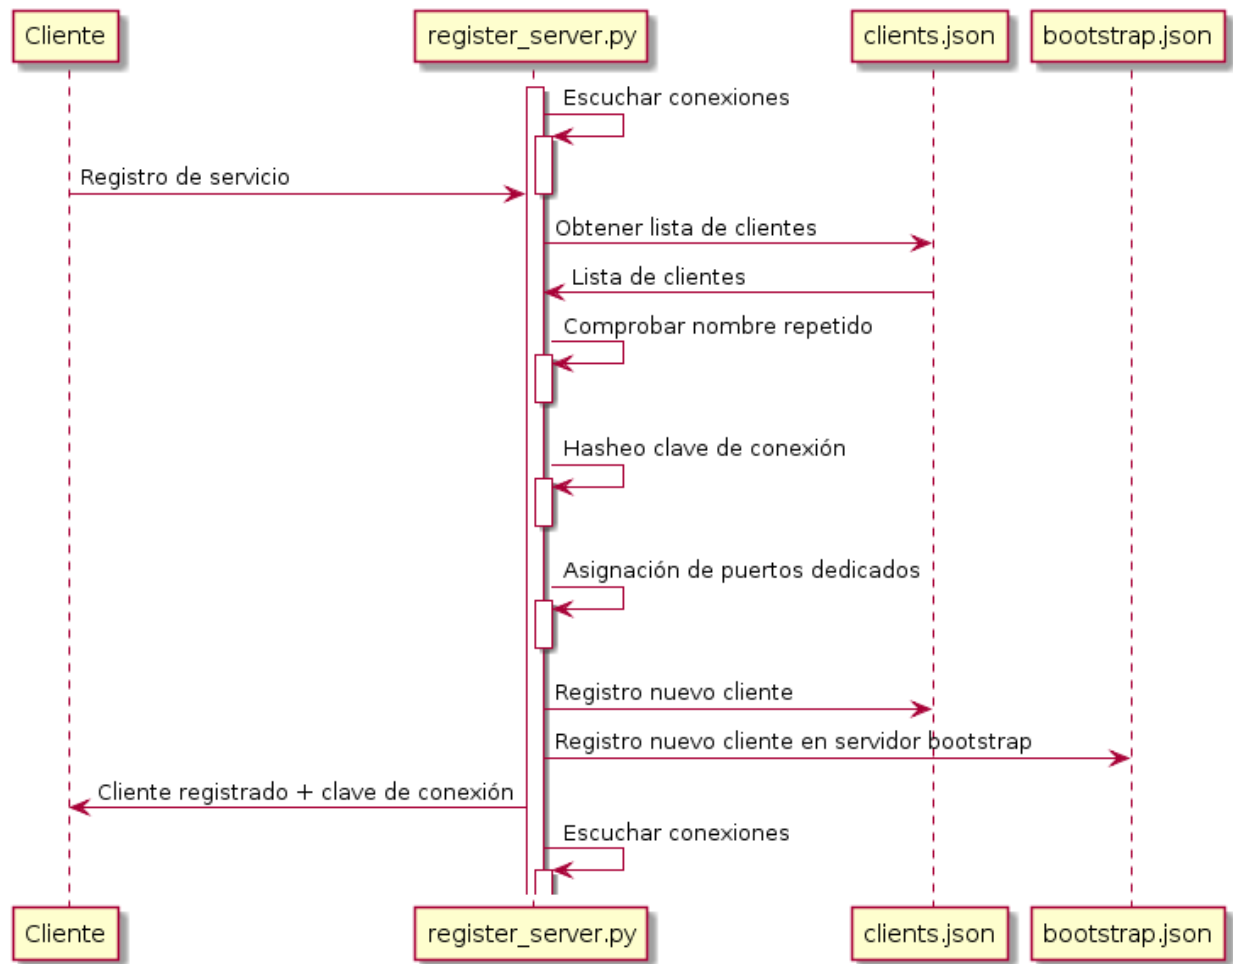 Cliente
register_server.py
clients.json
bootstrap.json
Escuchar conexiones
Registro de servicio
Obtener lista de clientes
Lista de clientes
Comprobar nombre repetido
Hasheo clave de conexión
Asignación de puertos dedicados
Registro nuevo cliente
Registro nuevo cliente en servidor bootstrap
Cliente registrado + clave de conexión
Escuchar conexiones
Cliente
register_server.py
clients.json
bootstrap.json